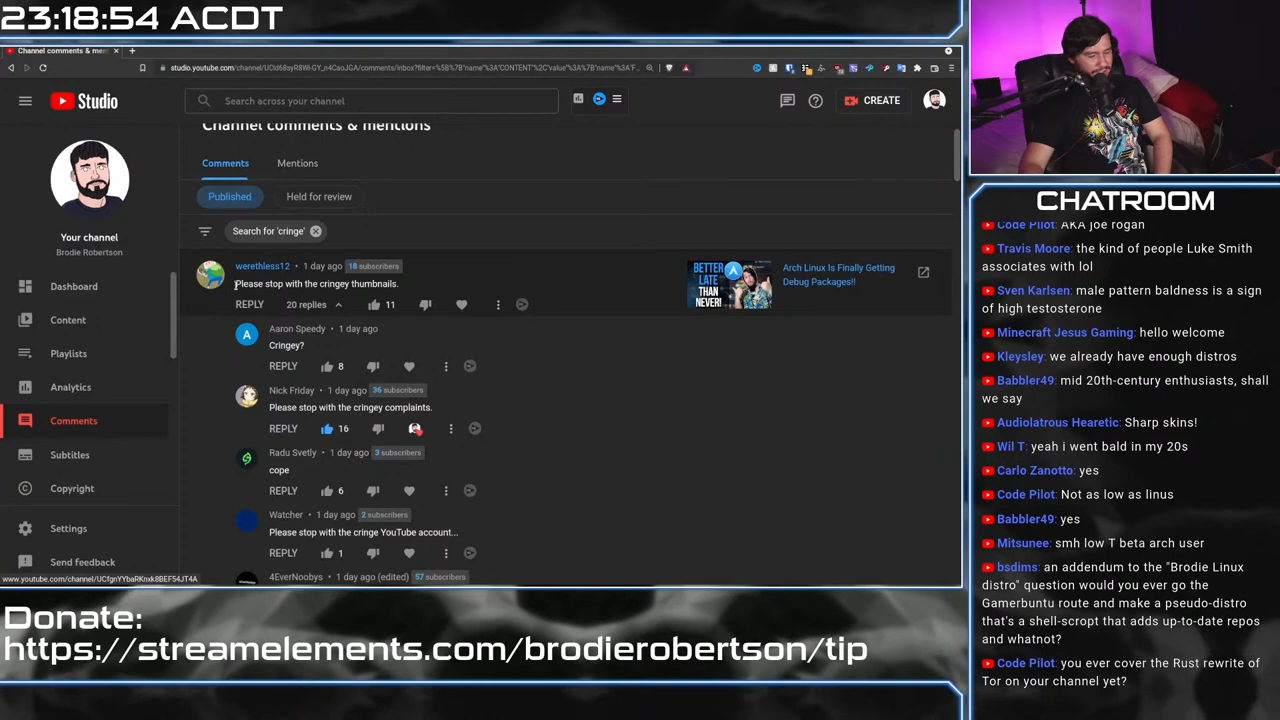 23:18:54 ACDT
Channel comments & men
studio.youtube.com/channel/
Studio
Search across your channel
CREATE
Channel comments & mentions
Comments
Mentions
Published
Held for review
Search for 'cringe'
Your channel
Brodie Robertson
Dashboard
Content
Playlists
Analytics
Comments
Subtitles
Copyright
Settings
Send feedback
werethless12 • 1 day ago 18 subscribers
Please stop with the cringey thumbnails.
REPLY 20 replies 11
BETTER LATE THAN NEVER!
Arch Linux Is Finally Getting
Debug Packages!!
Aaron Speedy • 1 day ago
Cringey?
REPLY 8
Nick Friday • 1 day ago 36 subscribers
Please stop with the cringey complaints.
REPLY 16
Radu Svetly • 1 day ago 3 subscribers
cope
REPLY 6
Watcher • 1 day ago 2 subscribers
Please stop with the cringe YouTube account...
REPLY 1
4EverNoobys • 1 day ago (edited) 57 subscribers
CHATROOM
Code Pilot: AKA joe rogan
Travis Moore: the kind of people Luke Smith
associates with lol
Sven Karlsen: male pattern baldness is a sign
of high testosterone
Minecraft Jesus Gaming: hello welcome
Kleysley: we already have enough distros
Babbler49: mid 20th-century enthusiasts, shall
we say
Audiolatrous Hearetic: Sharp skins!
Wil T: yeah i went bald in my 20s
Carlo Zanotto: yes
Code Pilot: Not as low as linus
Babbler49: yes
Mitsunee: smh low T beta arch user
bsdims: an addendum to the "Brodie Linux
distro" question would you ever go the
Gamerbuntu route and make a pseudo-distro
that's a shell-scropt that adds up-to-date repos
and whatnot?
Code Pilot: you ever cover the Rust rewrite of
Tor on your channel yet?
Donate:
https://streamelements.com/brodierobertson/tip